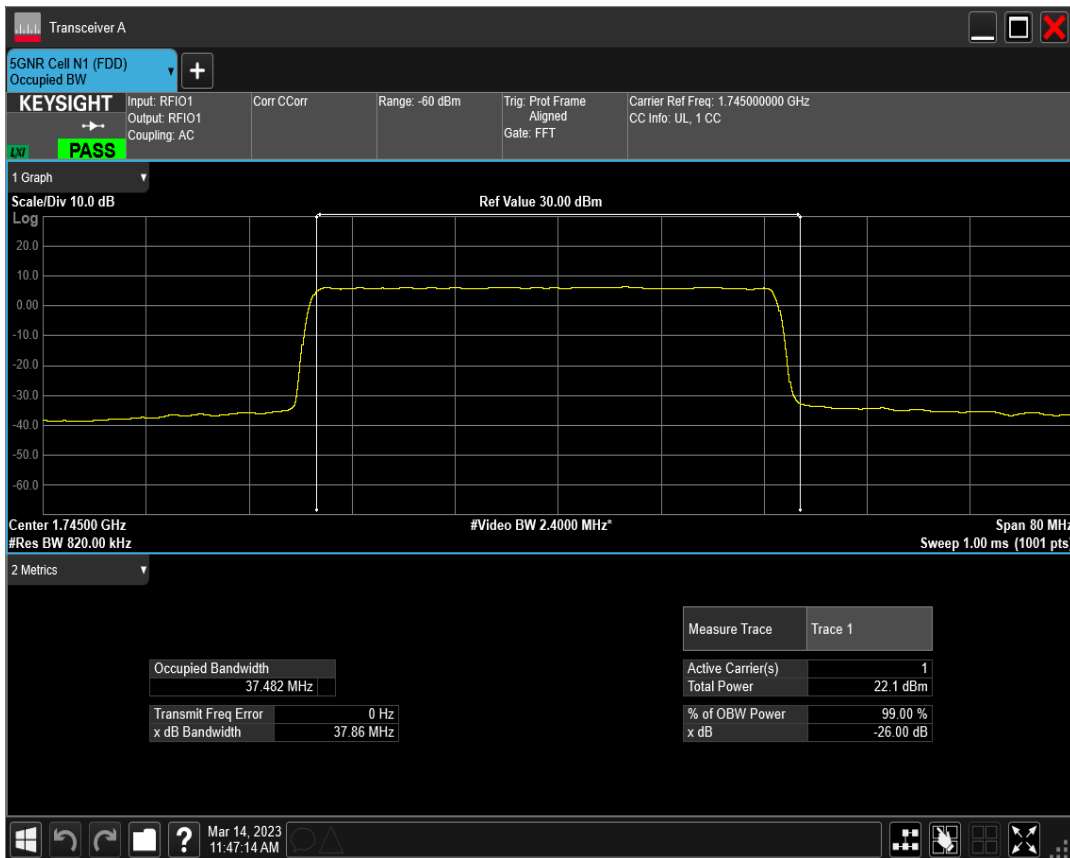 Transceiver A
5GNR Cell N1 (FDD)
Occupied BW
+
KEYSIGHT
LXI
PASS
Input: RFIO1
Output: RFIO1
Coupling: AC
Corr CCorr
Range: -60 dBm
Trig: Prot Frame
Aligned
Gate: FFT
Carrier Ref Freq: 1.745000000 GHz
CC Info: UL, 1 CC
1 Graph
Scale/Div 10.0 dB
Ref Value 30.00 dBm
Log
20.0
10.0
0.00
-10.0
-20.0
-30.0
-40.0
-50.0
-60.0
Center 1.74500 GHz
#Video BW 2.4000 MHz*
Span 80 MHz
#Res BW 820.00 kHz
Sweep 1.00 ms (1001 pts)
2 Metrics
Measure Trace Trace 1
Occupied Bandwidth
37.482 MHz
Active Carrier(s) 1
Total Power 22.1 dBm
Transmit Freq Error 0 Hz
x dB Bandwidth 37.86 MHz
% of OBW Power 99.00 %
x dB -26.00 dB
?
Mar 14, 2023
11:47:14 AM